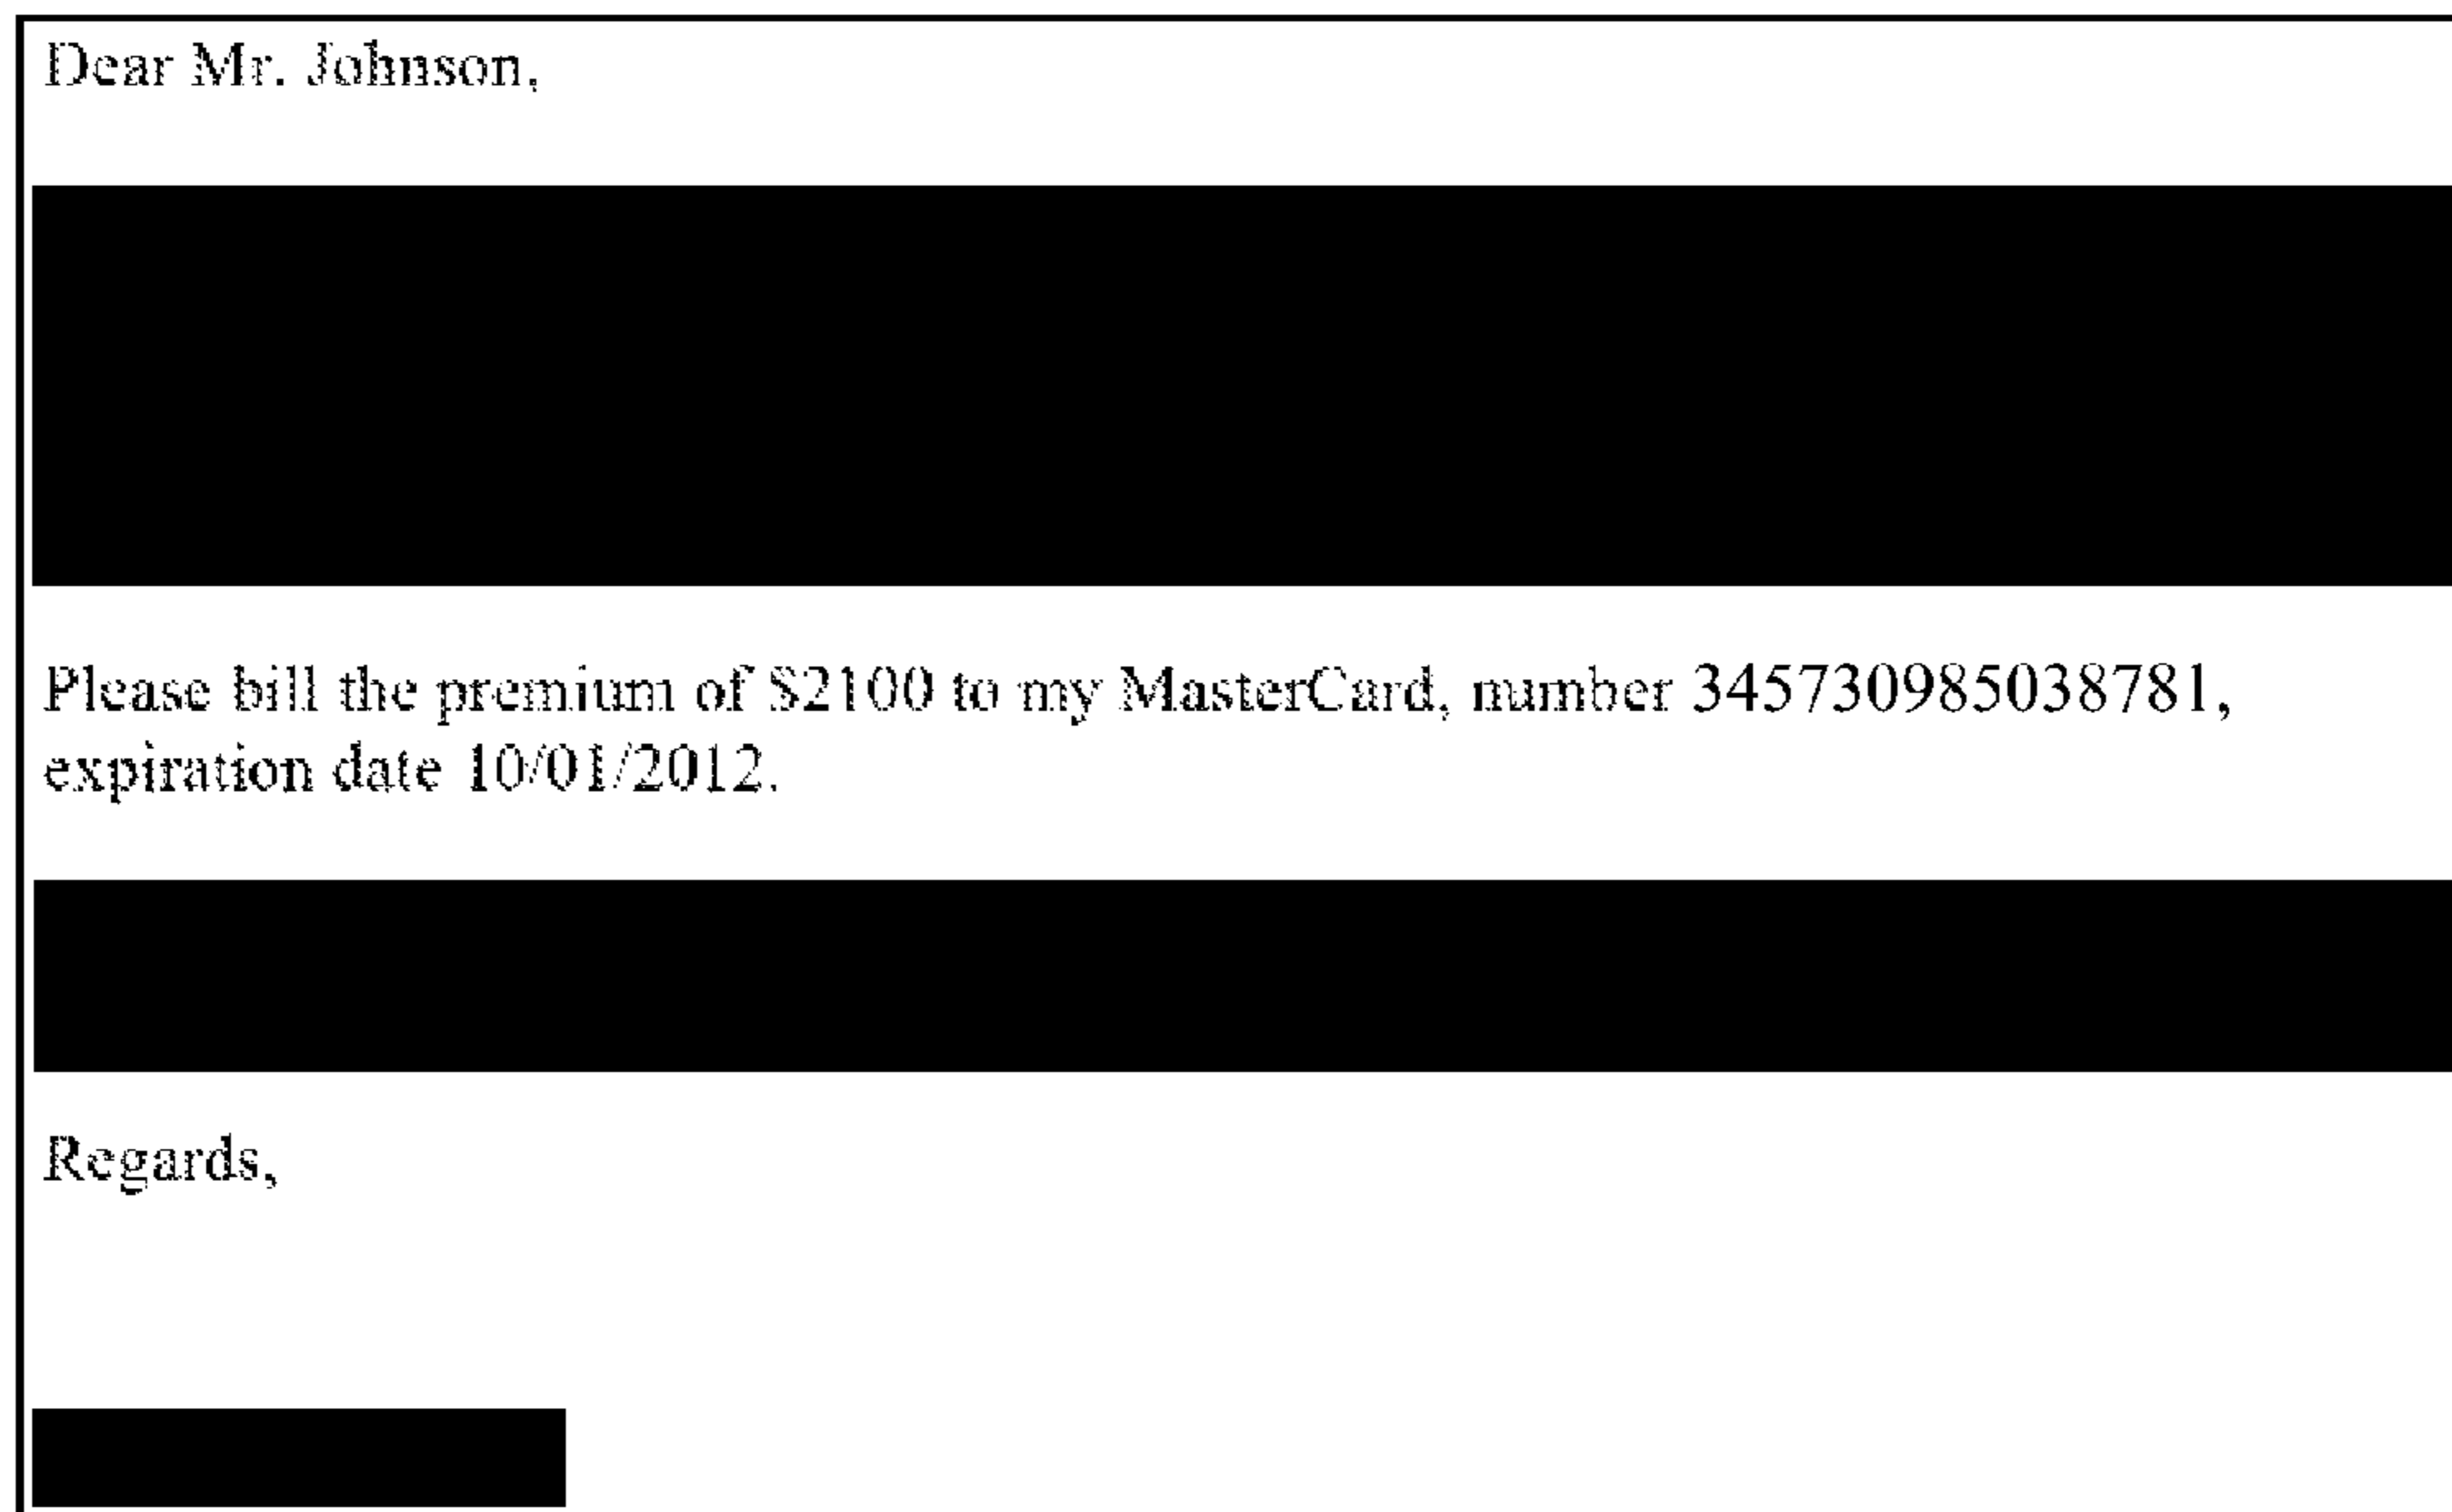 Dear Mr. Johnson,
Please bill the premium of $2100 to my MasterCard, number 345730985038781,
expiration date 10/01/2012.
Regards,